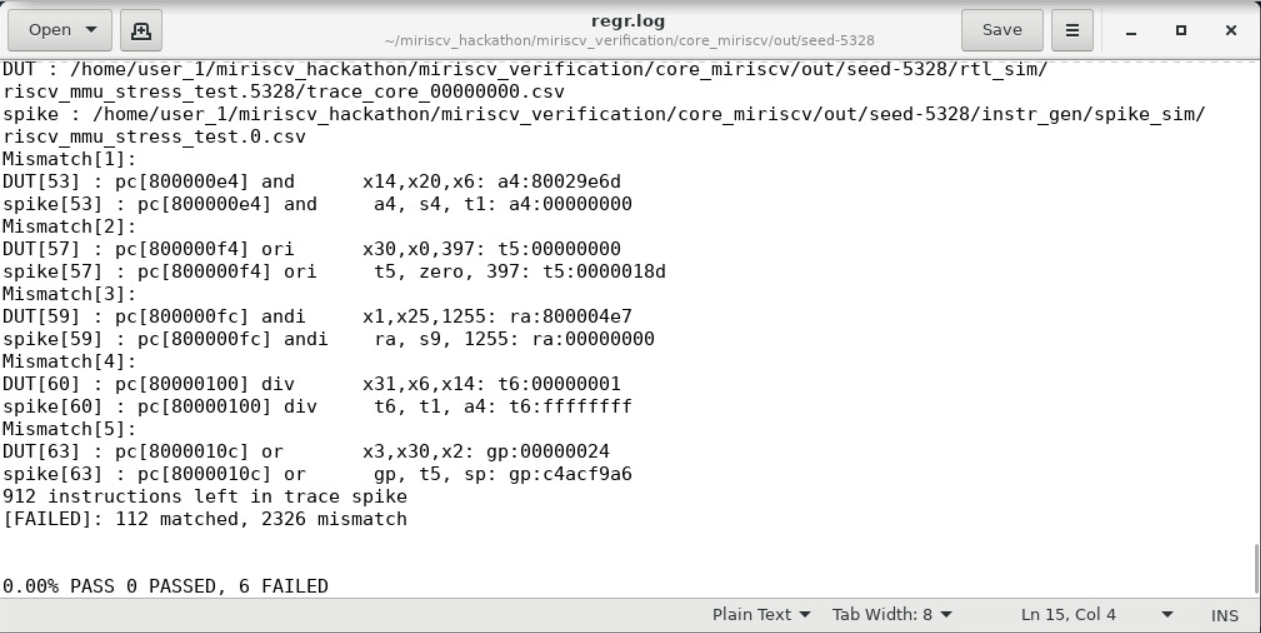 Open
regr.log
~/miriscv_hackathon/miriscv_verification/core_miriscv/out/seed-5328
Save
DUT : /home/user_1/miriscv_hackathon/miriscv_verification/core_miriscv/out/seed-5328/rtl_sim/
riscv_mmu_stress_test.5328/trace_core_00000000.csv
spike : /home/user_1/miriscv_hackathon/miriscv_verification/core_miriscv/out/seed-5328/instr_gen/spike_sim/
riscv_mmu_stress_test.0.csv
Mismatch[1]:
DUT[53] : pc[800000e4] and      x14,x20,x6: a4:80029e6d
spike[53] : pc[800000e4] and     a4, s4, t1: a4:00000000
Mismatch[2]:
DUT[57] : pc[800000f4] ori      x30,x0,397: t5:00000000
spike[57] : pc[800000f4] ori     t5, zero, 397: t5:0000018d
Mismatch[3]:
DUT[59] : pc[800000fc] andi     x1,x25,1255: ra:800004e7
spike[59] : pc[800000fc] andi    ra, s9, 1255: ra:00000000
Mismatch[4]:
DUT[60] : pc[80000100] div      x31,x6,x14: t6:00000001
spike[60] : pc[80000100] div     t6, t1, a4: t6:ffffffff
Mismatch[5]:
DUT[63] : pc[8000010c] or       x3,x30,x2: gp:00000024
spike[63] : pc[8000010c] or      gp, t5, sp: gp:c4acf9a6
912 instructions left in trace spike
[FAILED]: 112 matched, 2326 mismatch
0.00% PASS 0 PASSED, 6 FAILED
Plain Text Tab Width: 8 Ln 15, Col 4 INS